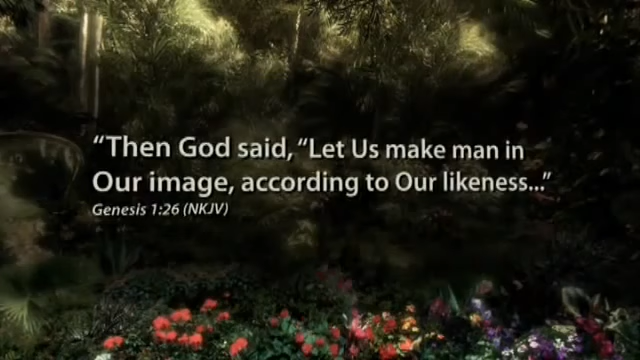 “Then God said, “Let Us make man in
Our image, according to Our likeness...”
Genesis 1:26 (NKJV)